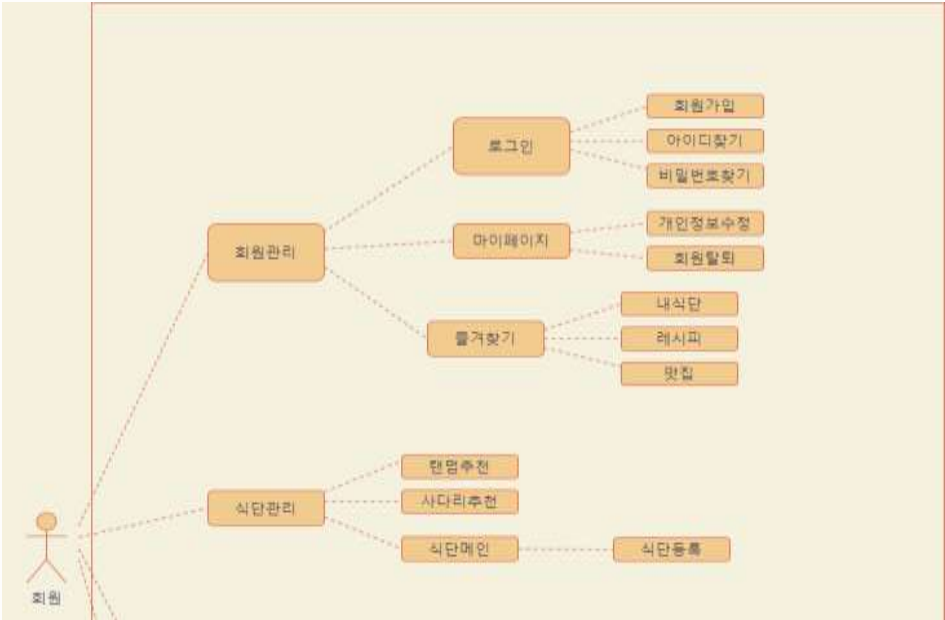 회원가입
로그인
아이디찾기
비밀번호찾기
개인정보수정
마이페이지
회원관리
회원탈퇴
내식단
즐겨찾기
레시피
맛집
랜덤추천
사다리추천
식단관리
식단메인
식단등록
회원